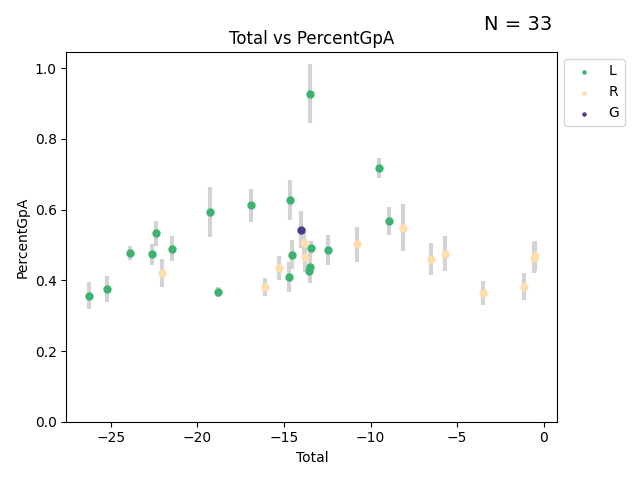 N = 33
Total vs PercentGpA
L
R
G
1.0
0.8
0.6
0.4
0.2
0.0
PercentGpA
−25 −20 −15 −10 −5 0
Total